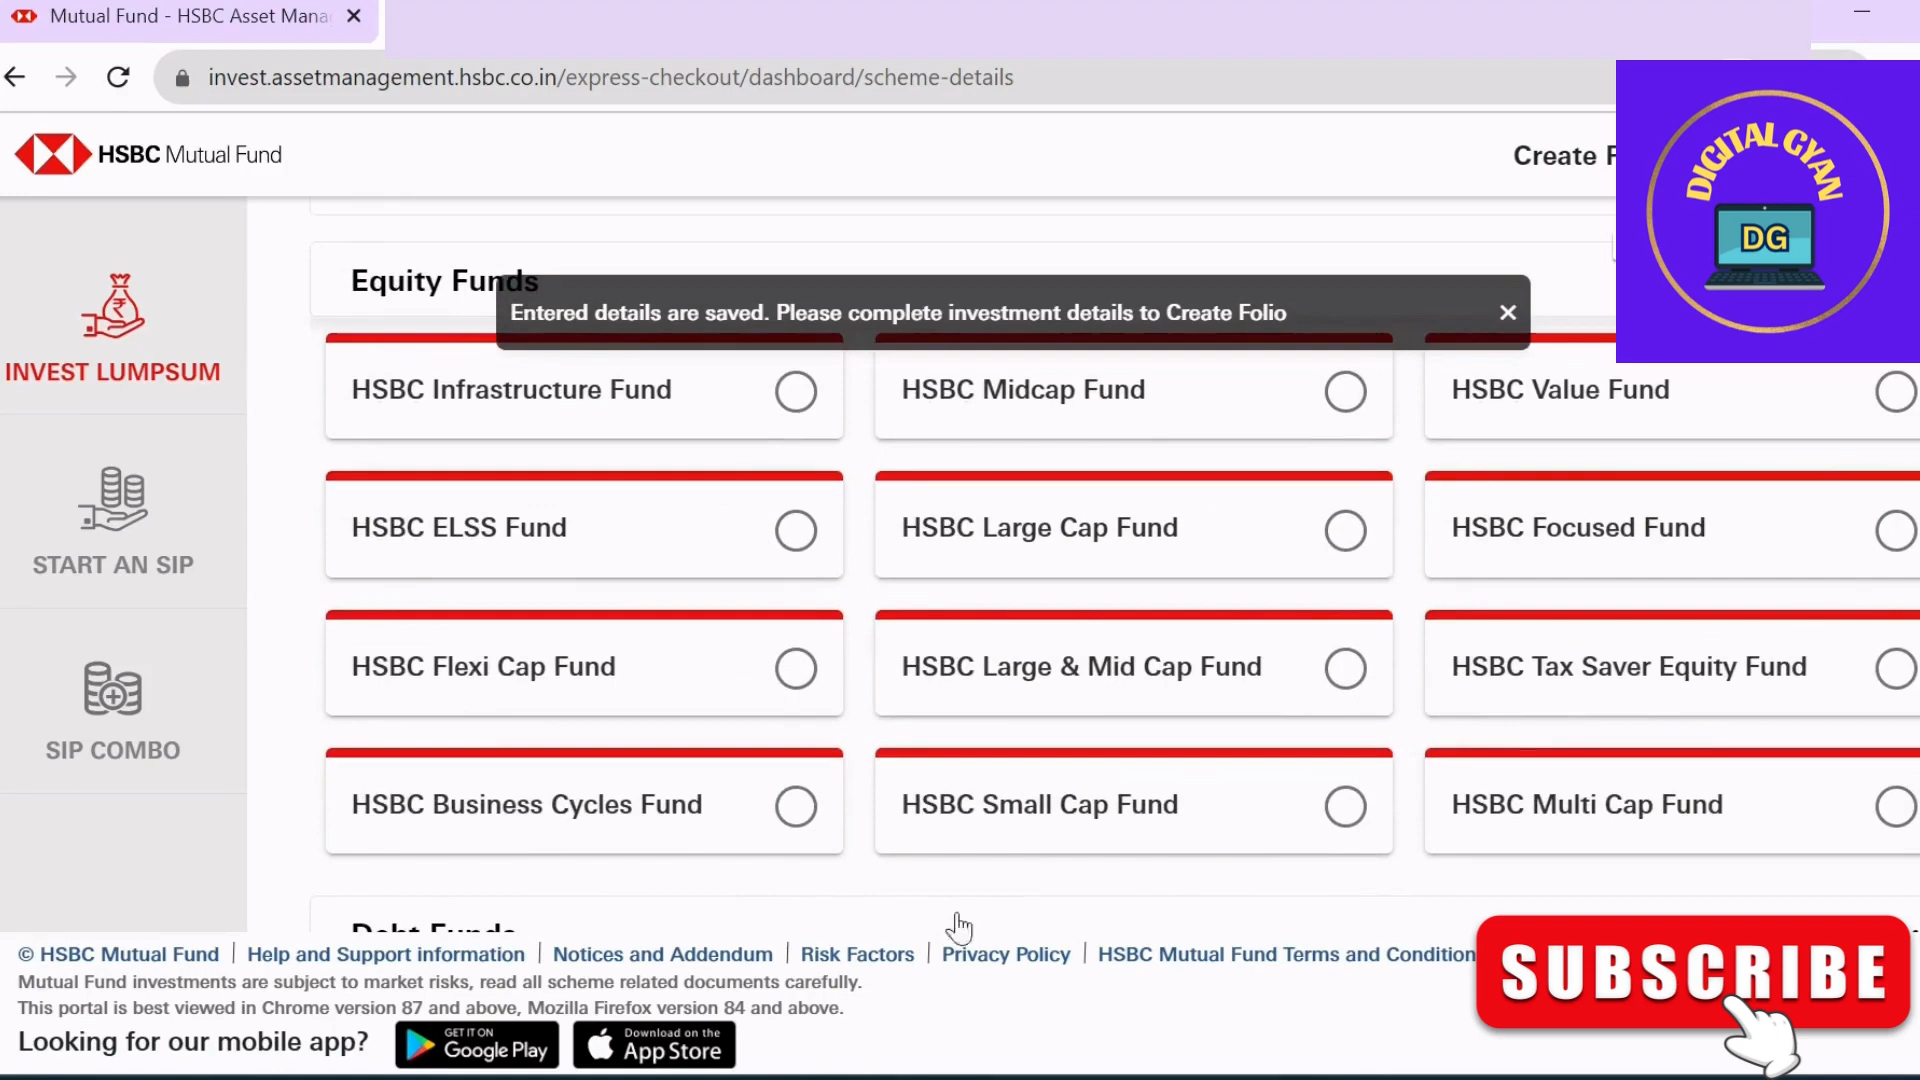 Mutual Fund - HSBC Asset Mana
invest.assetmanagement.hsbc.co.in/express-checkout/dashboard/scheme-details
HSBC Mutual Fund
Create F
DIGITAL GYAN
DG
INVEST LUMPSUM
START AN SIP
SIP COMBO
Equity Funds
Entered details are saved. Please complete investment details to Create Folio
HSBC Infrastructure Fund
HSBC Midcap Fund
HSBC Value Fund
HSBC ELSS Fund
HSBC Large Cap Fund
HSBC Focused Fund
HSBC Flexi Cap Fund
HSBC Large & Mid Cap Fund
HSBC Tax Saver Equity Fund
HSBC Business Cycles Fund
HSBC Small Cap Fund
HSBC Multi Cap Fund
Debt Funds
© HSBC Mutual Fund | Help and Support information | Notices and Addendum | Risk Factors | Privacy Policy | HSBC Mutual Fund Terms and Condition
Mutual Fund investments are subject to market risks, read all scheme related documents carefully.
This portal is best viewed in Chrome version 87 and above, Mozilla Firefox version 84 and above.
Looking for our mobile app?
GET IT ON
Google Play
Download on the
App Store
SUBSCRIBE